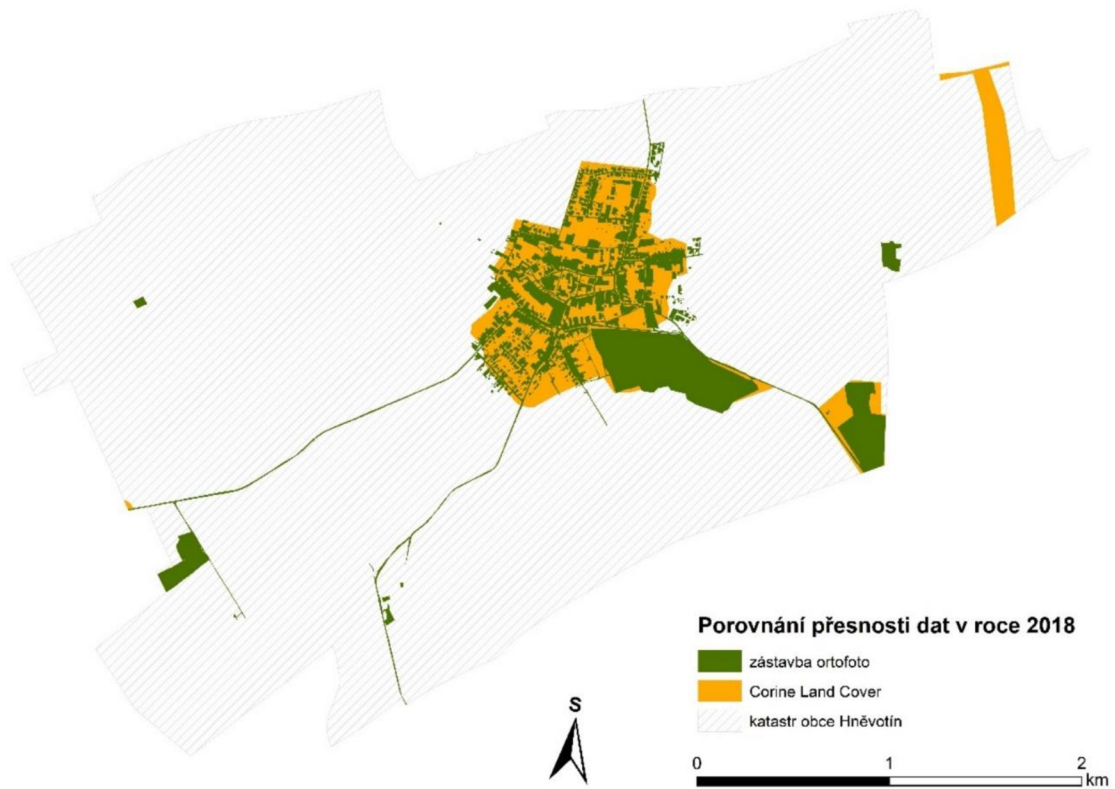 Porovnání přesnosti dat v roce 2018
zástavba ortofoto
Corine Land Cover
katastr obce Hněvotín
S
0 1 2
km